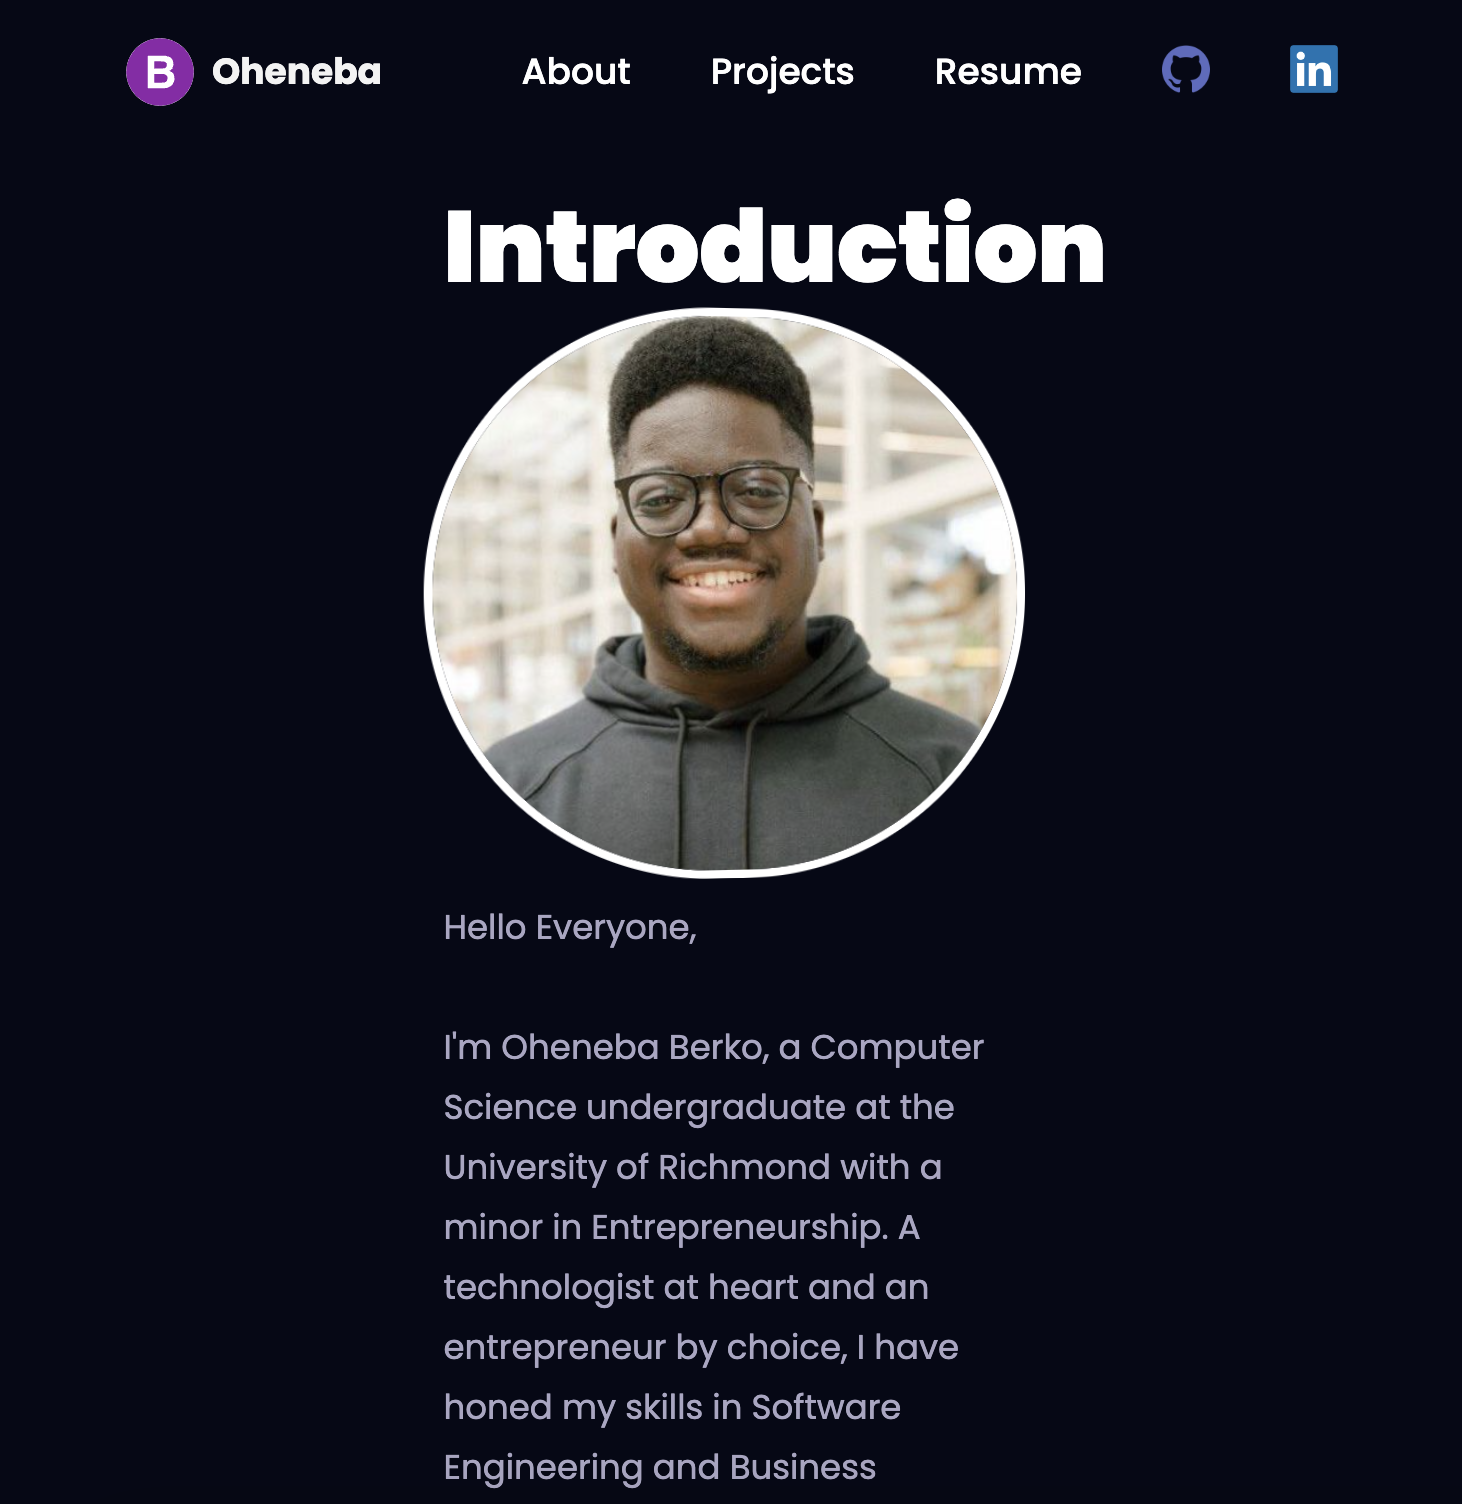 B Oheneba About Projects Resume in
Introduction
Hello Everyone,
I'm Oheneba Berko, a Computer
Science undergraduate at the
University of Richmond with a
minor in Entrepreneurship. A
technologist at heart and an
entrepreneur by choice, I have
honed my skills in Software
Engineering and Business